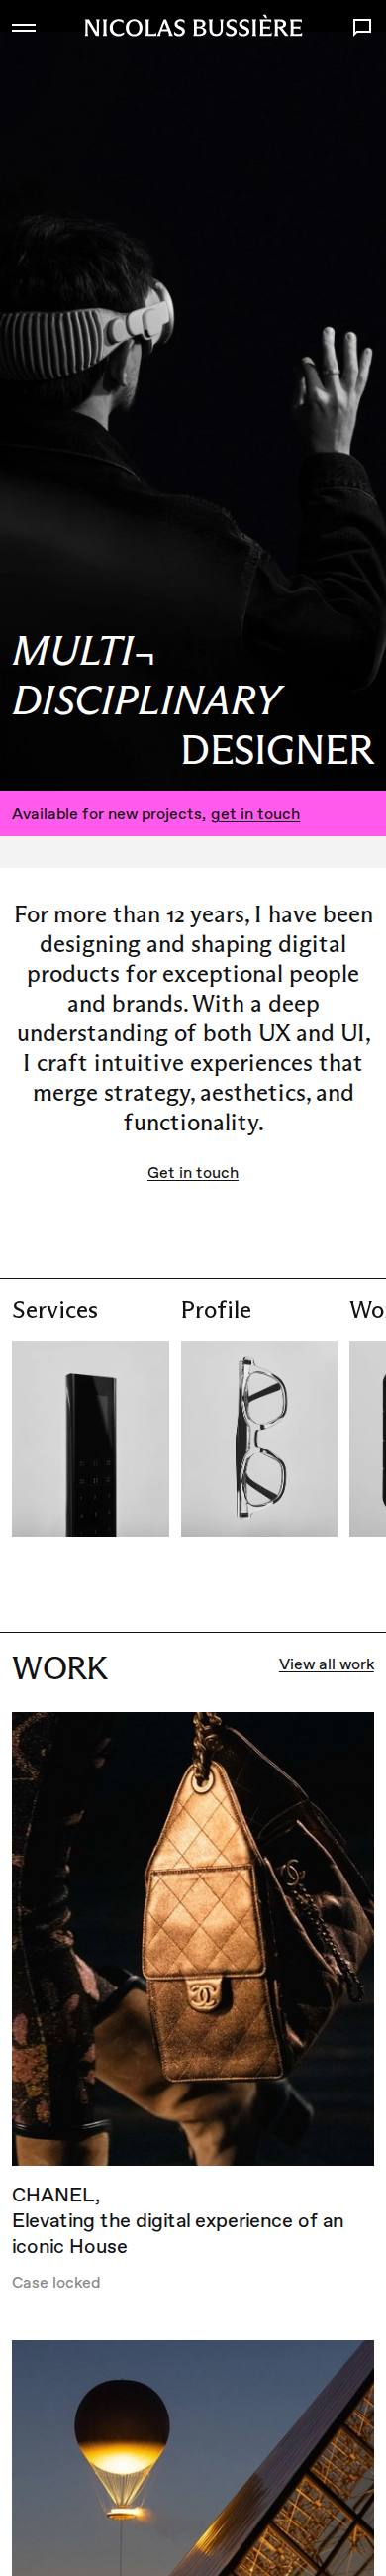 NICOLAS BUSSIÈRE
MULTI¬
DISCIPLINARY
DESIGNER
Available for new projects, get in touch
For more than 12 years, I have been
designing and shaping digital
products for exceptional people
and brands. With a deep
understanding of both UX and UI,
I craft intuitive experiences that
merge strategy, aesthetics, and
functionality.
Get in touch
Services
Profile
WORK
View all work
CHANEL,
Elevating the digital experience of an
iconic House
Case locked